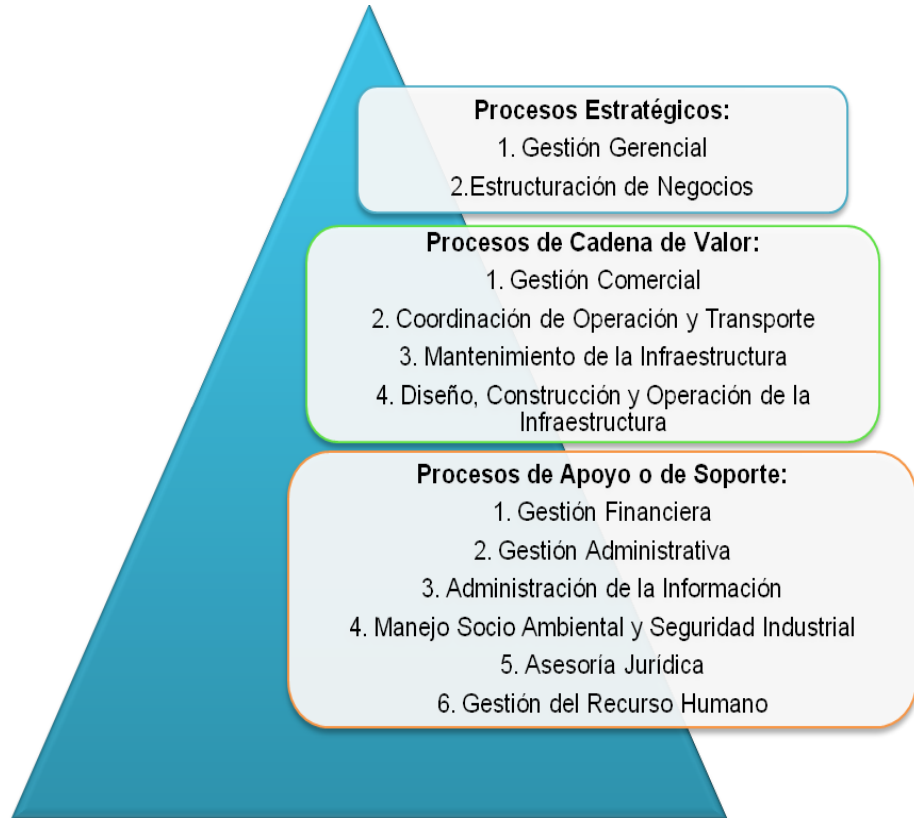 Procesos Estratégicos:
1. Gestión Gerencial
2.Estructuración de Negocios
Procesos de Cadena de Valor:
1. Gestión Comercial
2. Coordinación de Operación y Transporte
3. Mantenimiento de la Infraestructura
4. Diseño, Construcción y Operación de la
Infraestructura
Procesos de Apoyo o de Soporte:
1. Gestión Financiera
2. Gestión Administrativa
3. Administración de la Información
4. Manejo Socio Ambiental y Seguridad Industrial
5. Asesoría Jurídica
6. Gestión del Recurso Humano